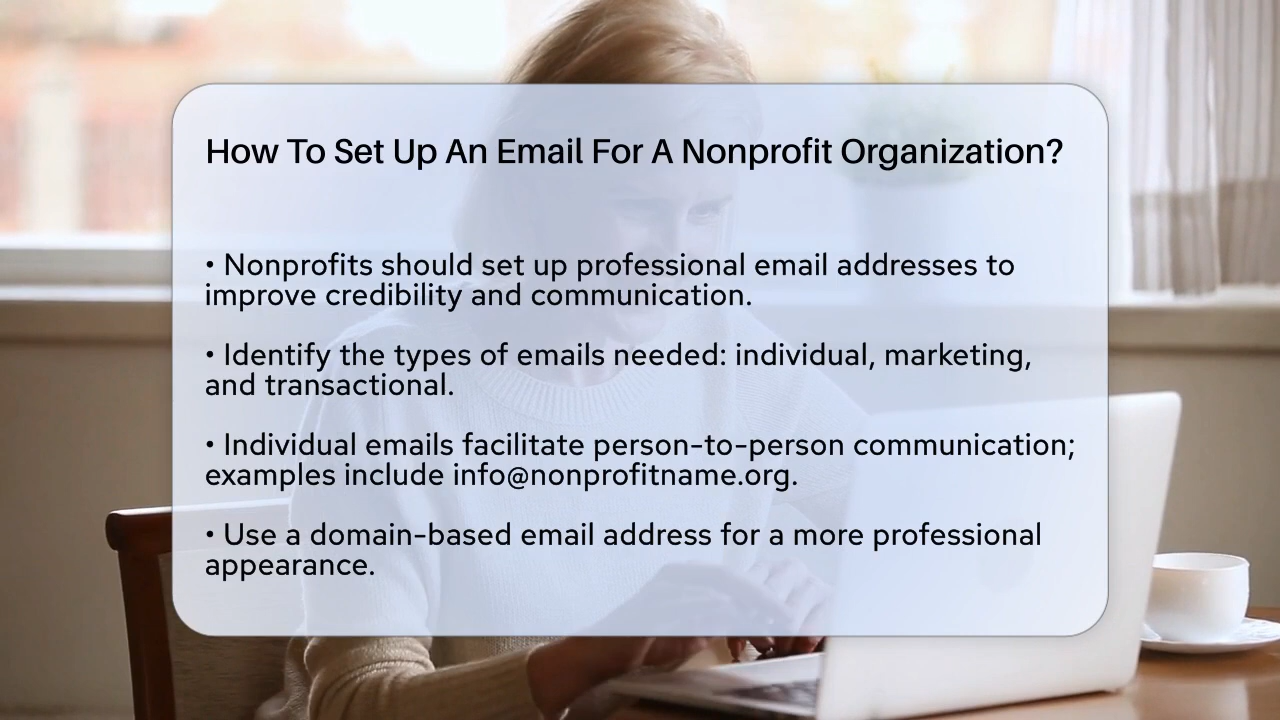 How To Set Up An Email For A Nonprofit Organization?
• Nonprofits should set up professional email addresses to
improve credibility and communication.
• Identify the types of emails needed: individual, marketing,
and transactional.
• Individual emails facilitate person-to-person communication;
examples include info@nonprofitname.org.
• Use a domain-based email address for a more professional
appearance.